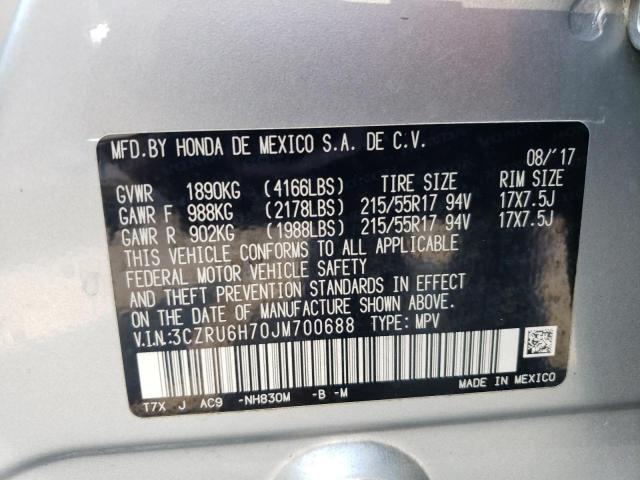 MFD.BY HONDA DE MEXICO S.A. DE C.V.
08/'17
GVWR 1890KG (4166LBS) TIRE SIZE RIM SIZE
GAWR F 988KG (2178LBS) 215/55R17 94V 17X7.5J
GAWR R 902KG (1988LBS) 215/55R17 94V 17X7.5J
THIS VEHICLE CONFORMS TO ALL APPLICABLE
FEDERAL MOTOR VEHICLE SAFETY
AND THEFT PREVENTION STANDARDS IN EFFECT
ON THE DATE OF MANUFACTURE SHOWN ABOVE.
V.I.N.:3CZRU6H70JM700688 TYPE: MPV
T7X J AC9 -NH830M -B -M
MADE IN MEXICO